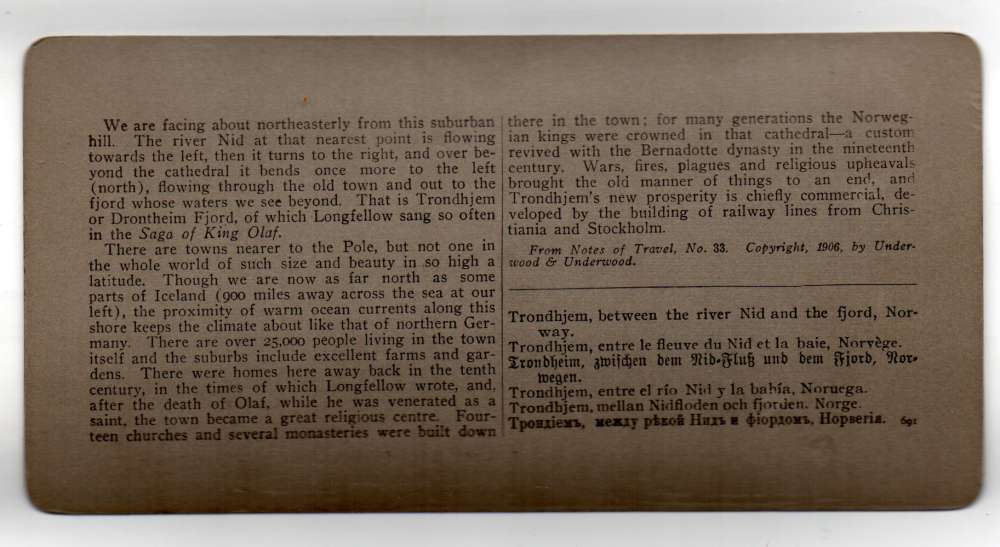 We are facing about northeasterly from this suburban
hill. The river Nid at that nearest point is flowing
towards the left, then it turns to the right, and over be-
yond the cathedral it bends once more to the left
(north), flowing through the old town and out to the
fjord whose waters we see beyond. That is Trondhjem
or Drontheim Fjord, of which Longfellow sang so often
in the Saga of King Olaf.
There are towns nearer to the Pole, but not one in
the whole world of such size and beauty in so high a
latitude. Though we are now as far north as some
parts of Iceland (900 miles away across the sea at our
left), the proximity of warm ocean currents along this
shore keeps the climate about like that of northern Ger-
many. There are over 25,000 people living in the town
itself and the suburbs include excellent farms and gar-
dens. There were homes here away back in the tenth
century, in the times of which Longfellow wrote, and,
after the death of Olaf, while he was venerated as a
saint, the town became a great religious centre. Four-
teen churches and several monasteries were built down
there in the town; for many generations the Norweg-
ian kings were crowned in that cathedral—a custom
revived with the Bernadotte dynasty in the nineteenth
century. Wars, fires, plagues and religious upheavals
brought the old manner of things to an end, and
Trondhjem's new prosperity is chiefly commercial, de-
veloped by the building of railway lines from Chris-
tiania and Stockholm.
From Notes of Travel, No. 33. Copyright, 1906, by Under-
wood & Underwood.
Trondhjem, between the river Nid and the fjord, Nor-
way.
Trondhjem, entre le fleuve du Nid et la baie, Norvège.
Trondheim, zwischen dem Nid-Fluß und dem Fjord, Nor-
wegen.
Trondhjem, entre el río Nid y la bahía, Noruega.
Trondbjem, mellan Nidfloden och fjorden. Norge.
Трондіемъ, между рѣкой Нидъ и фіордомъ, Норвегія. 691